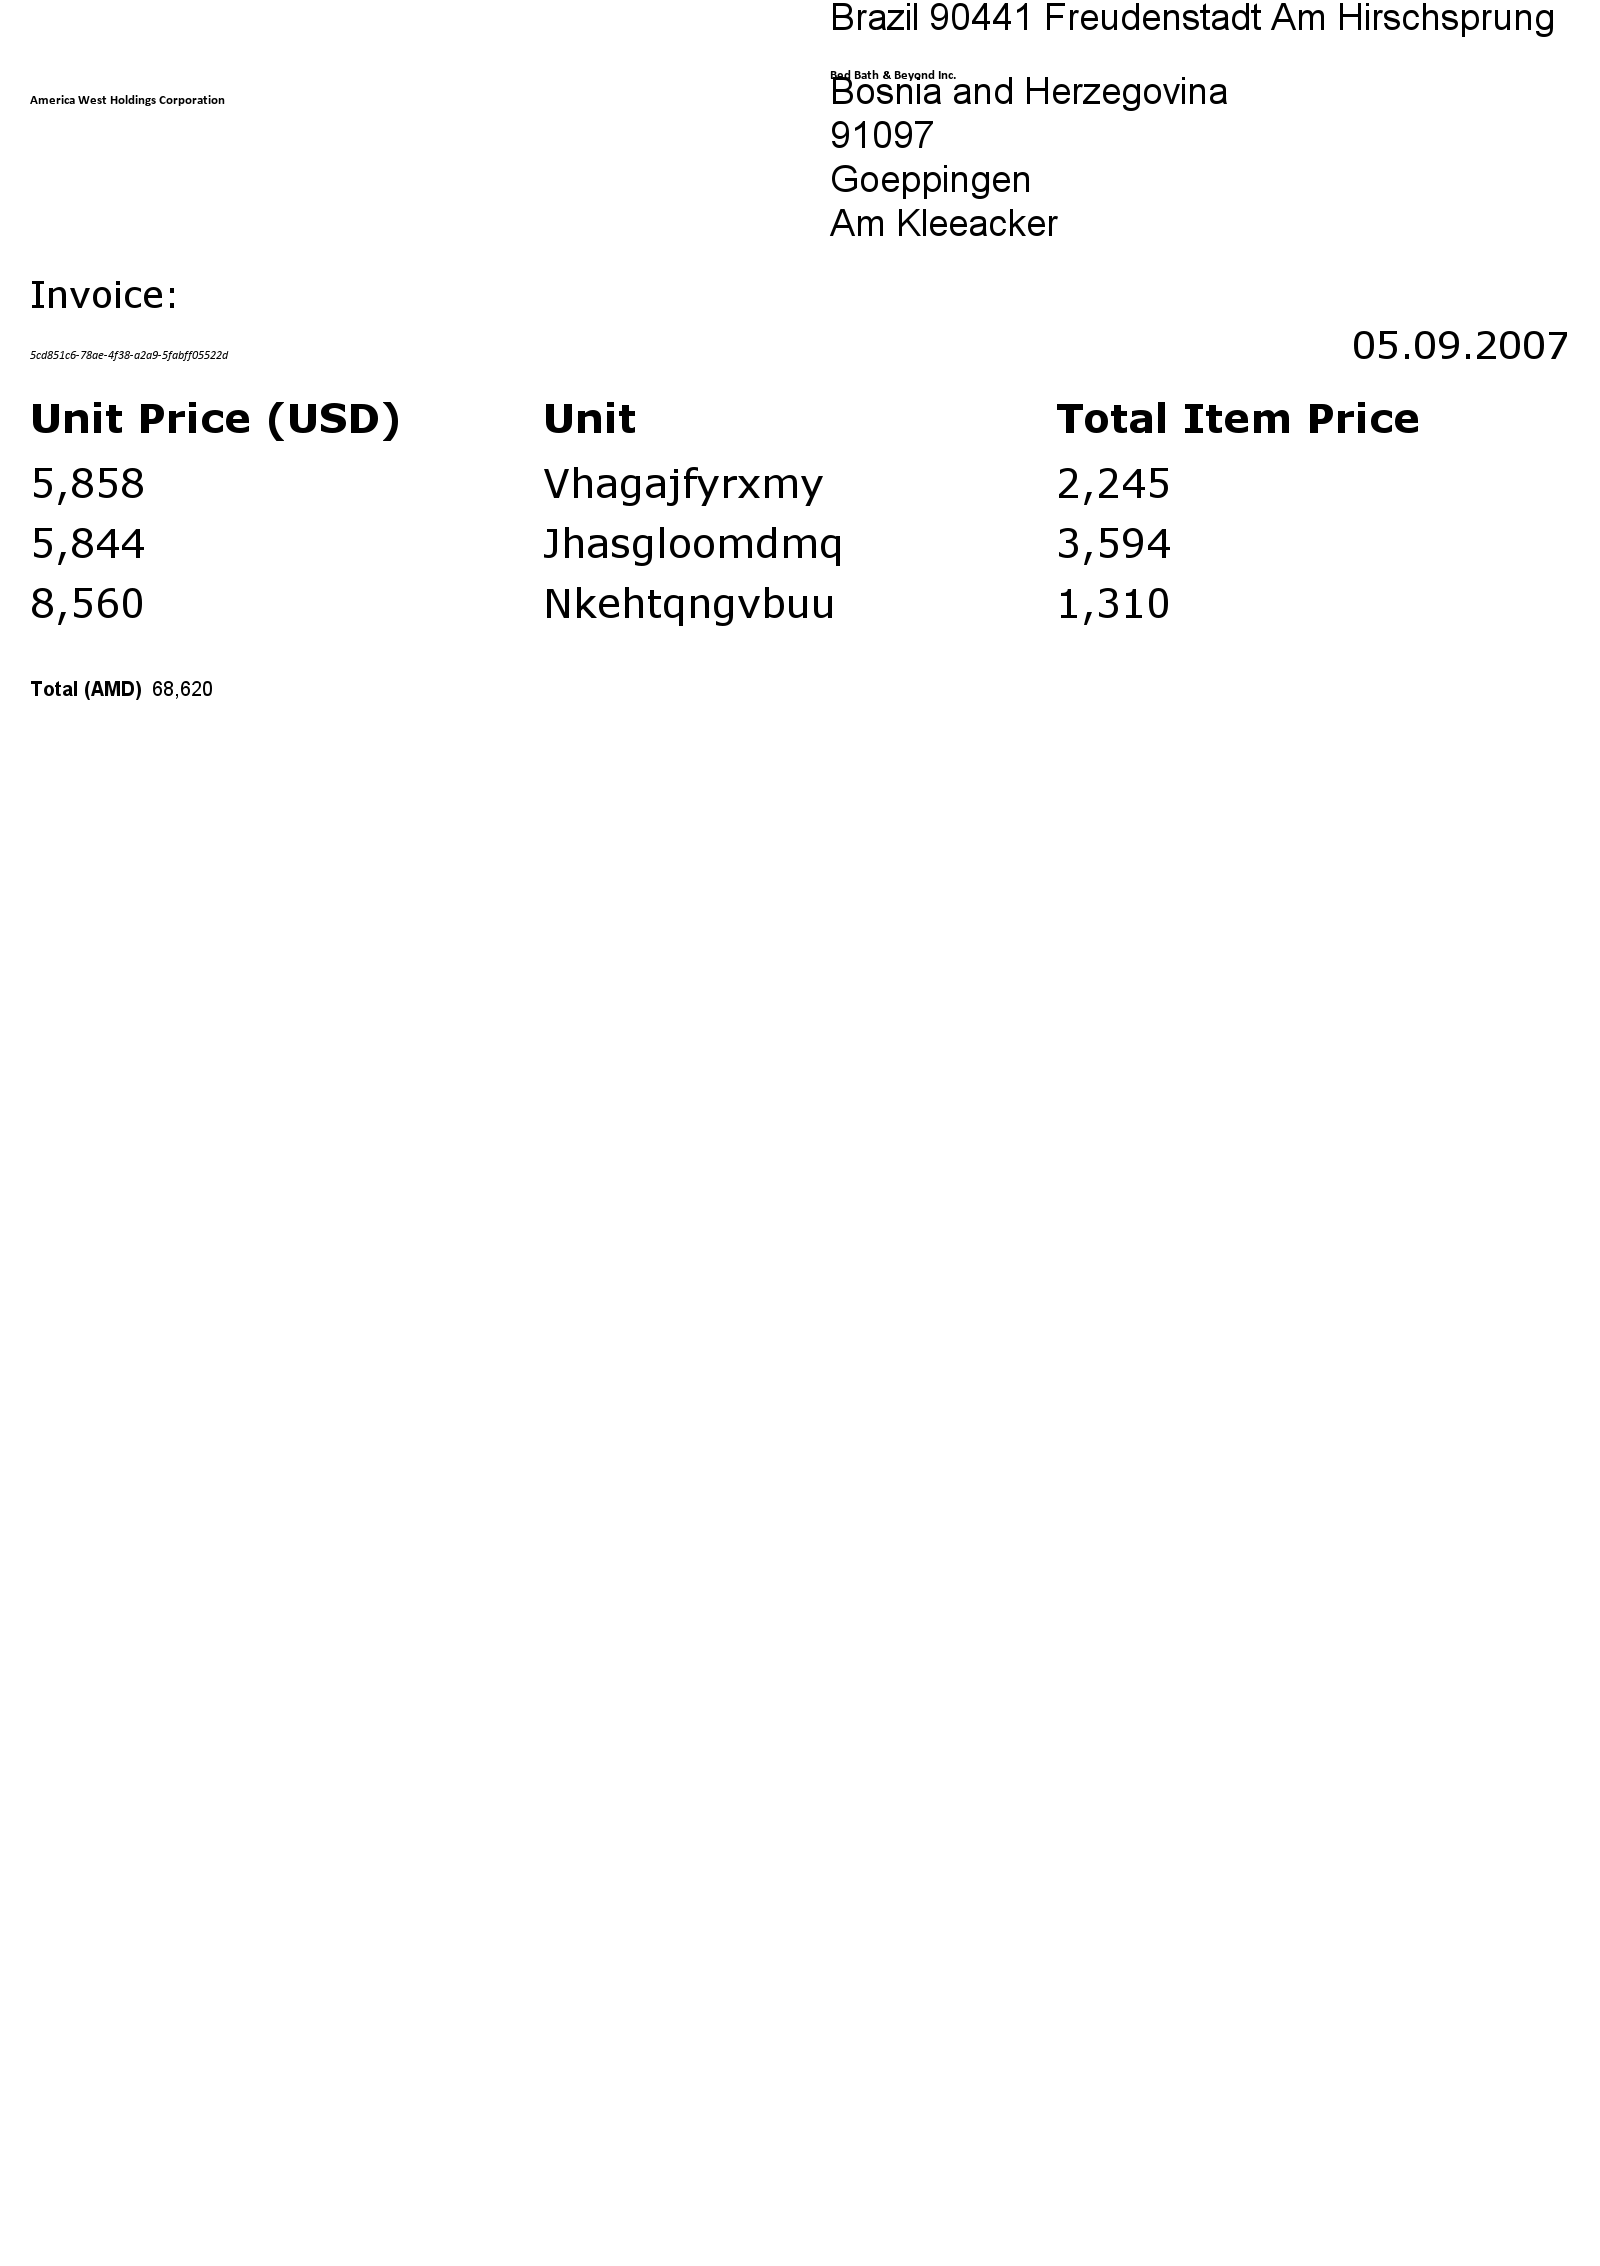 Brazil 90441 Freudenstadt Am Hirschsprung
Bed Bath & Beyond Inc.
America West Holdings Corporation
Bosnia and Herzegovina
91097
Goeppingen
Am Kleeacker
Invoice:
5cd851c6-78ae-4f38-a2a9-5fabff05522d
05.09.2007
Unit Price (USD) Unit Total Item Price
5,858 Vhagajfyrxmy 2,245
5,844 Jhasgloomdmq 3,594
8,560 Nkehtqngvbuu 1,310
Total (AMD) 68,620